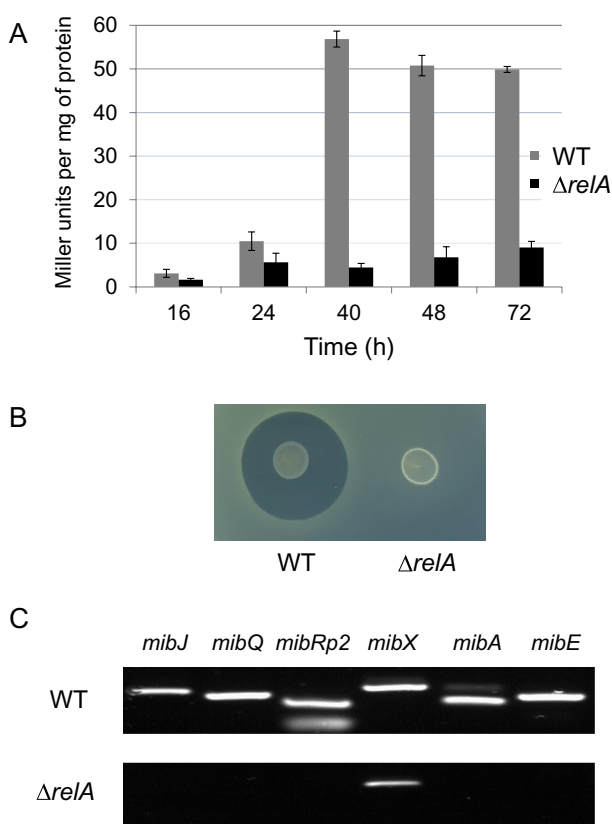 A
Miller units per mg of protein
60
50
40
30
20
10
0
WT
ΔrelA
16 24 40 48 72
Time (h)
B
WT ΔrelA
C
mibJ mibQ mibRp2 mibX mibA mibE
WT
ΔrelA